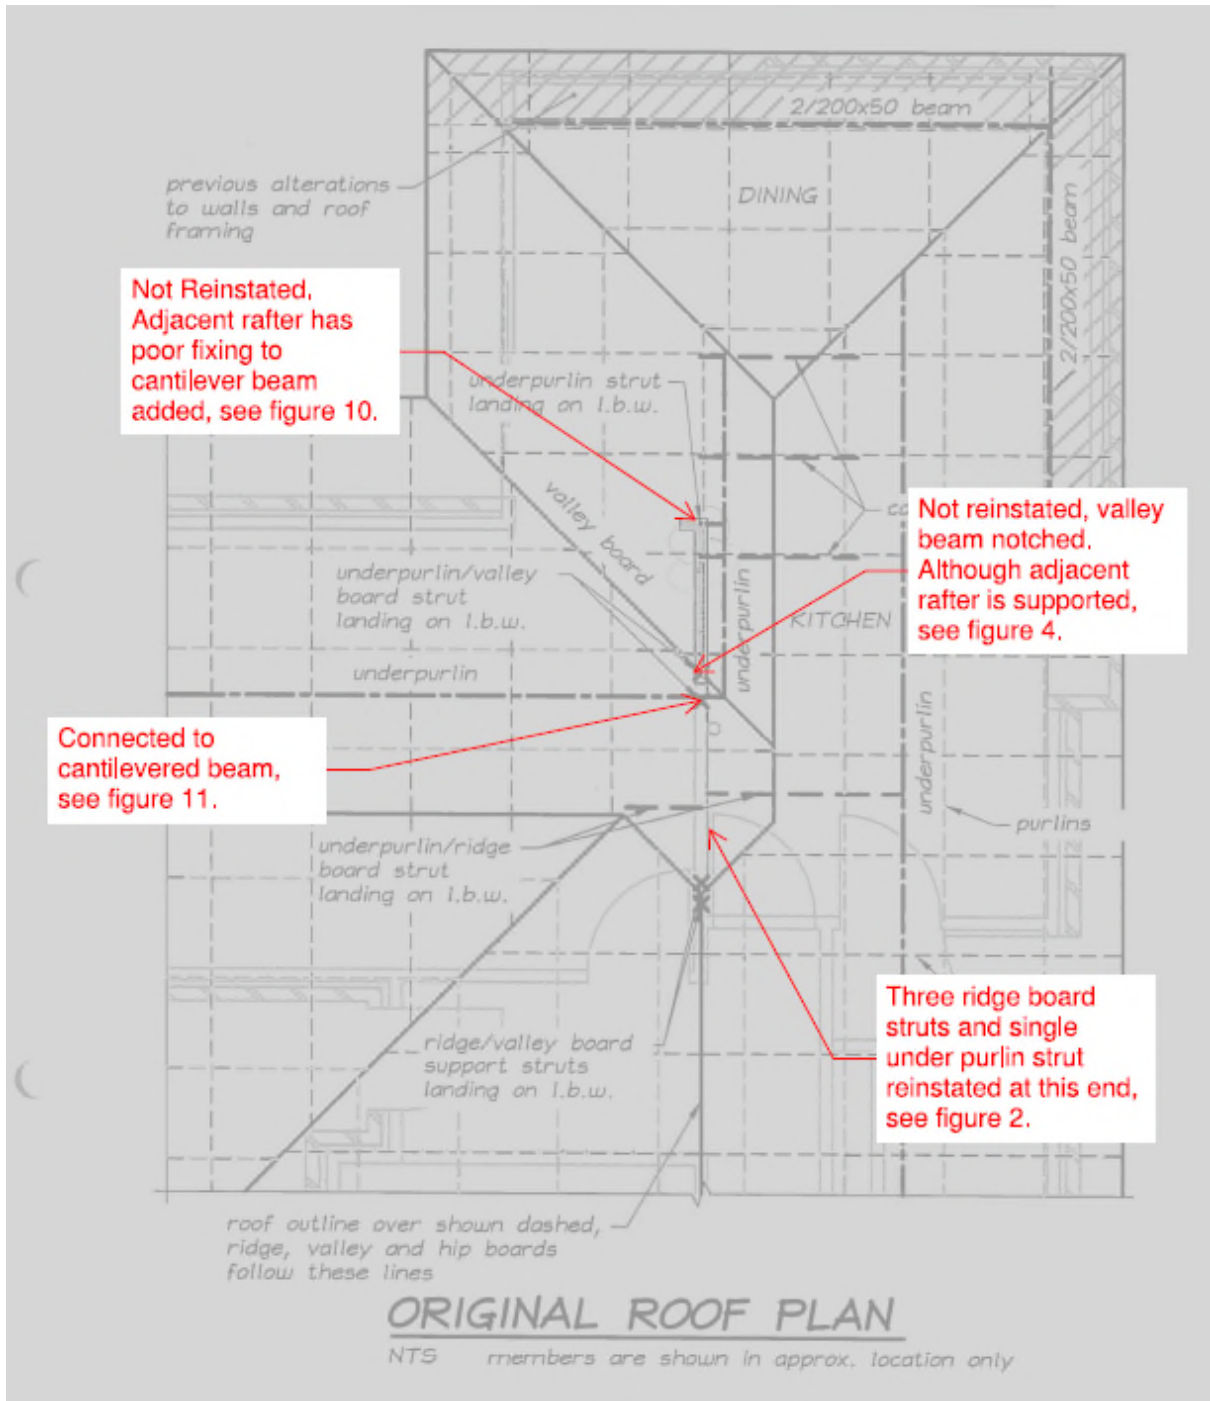 2/200x50 beam
previous alterations
to walls and roof
framing
DINING
2/200x50 beam
Not Reinstated.
Adjacent rafter has
poor fixing to
cantilever beam
added, see figure 10.
underpurlin strut
landing on l.b.w.
valley board
Not reinstated, valley
beam notched.
Although adjacent
rafter is supported,
see figure 4.
underpurlin/valley
board strut
landing on l.b.w.
underpurlin
KITCHEN
underpurlin
underpurlin
Connected to
cantilevered beam,
see figure 11.
purlins
underpurlin/ridge
board strut
landing on l.b.w.
Three ridge board
struts and single
under purlin strut
reinstated at this end,
see figure 2.
ridge/valley board
support struts
landing on l.b.w.
roof outline over shown dashed,
ridge, valley and hip boards
follow these lines
ORIGINAL ROOF PLAN
NTS members are shown in approx. location only